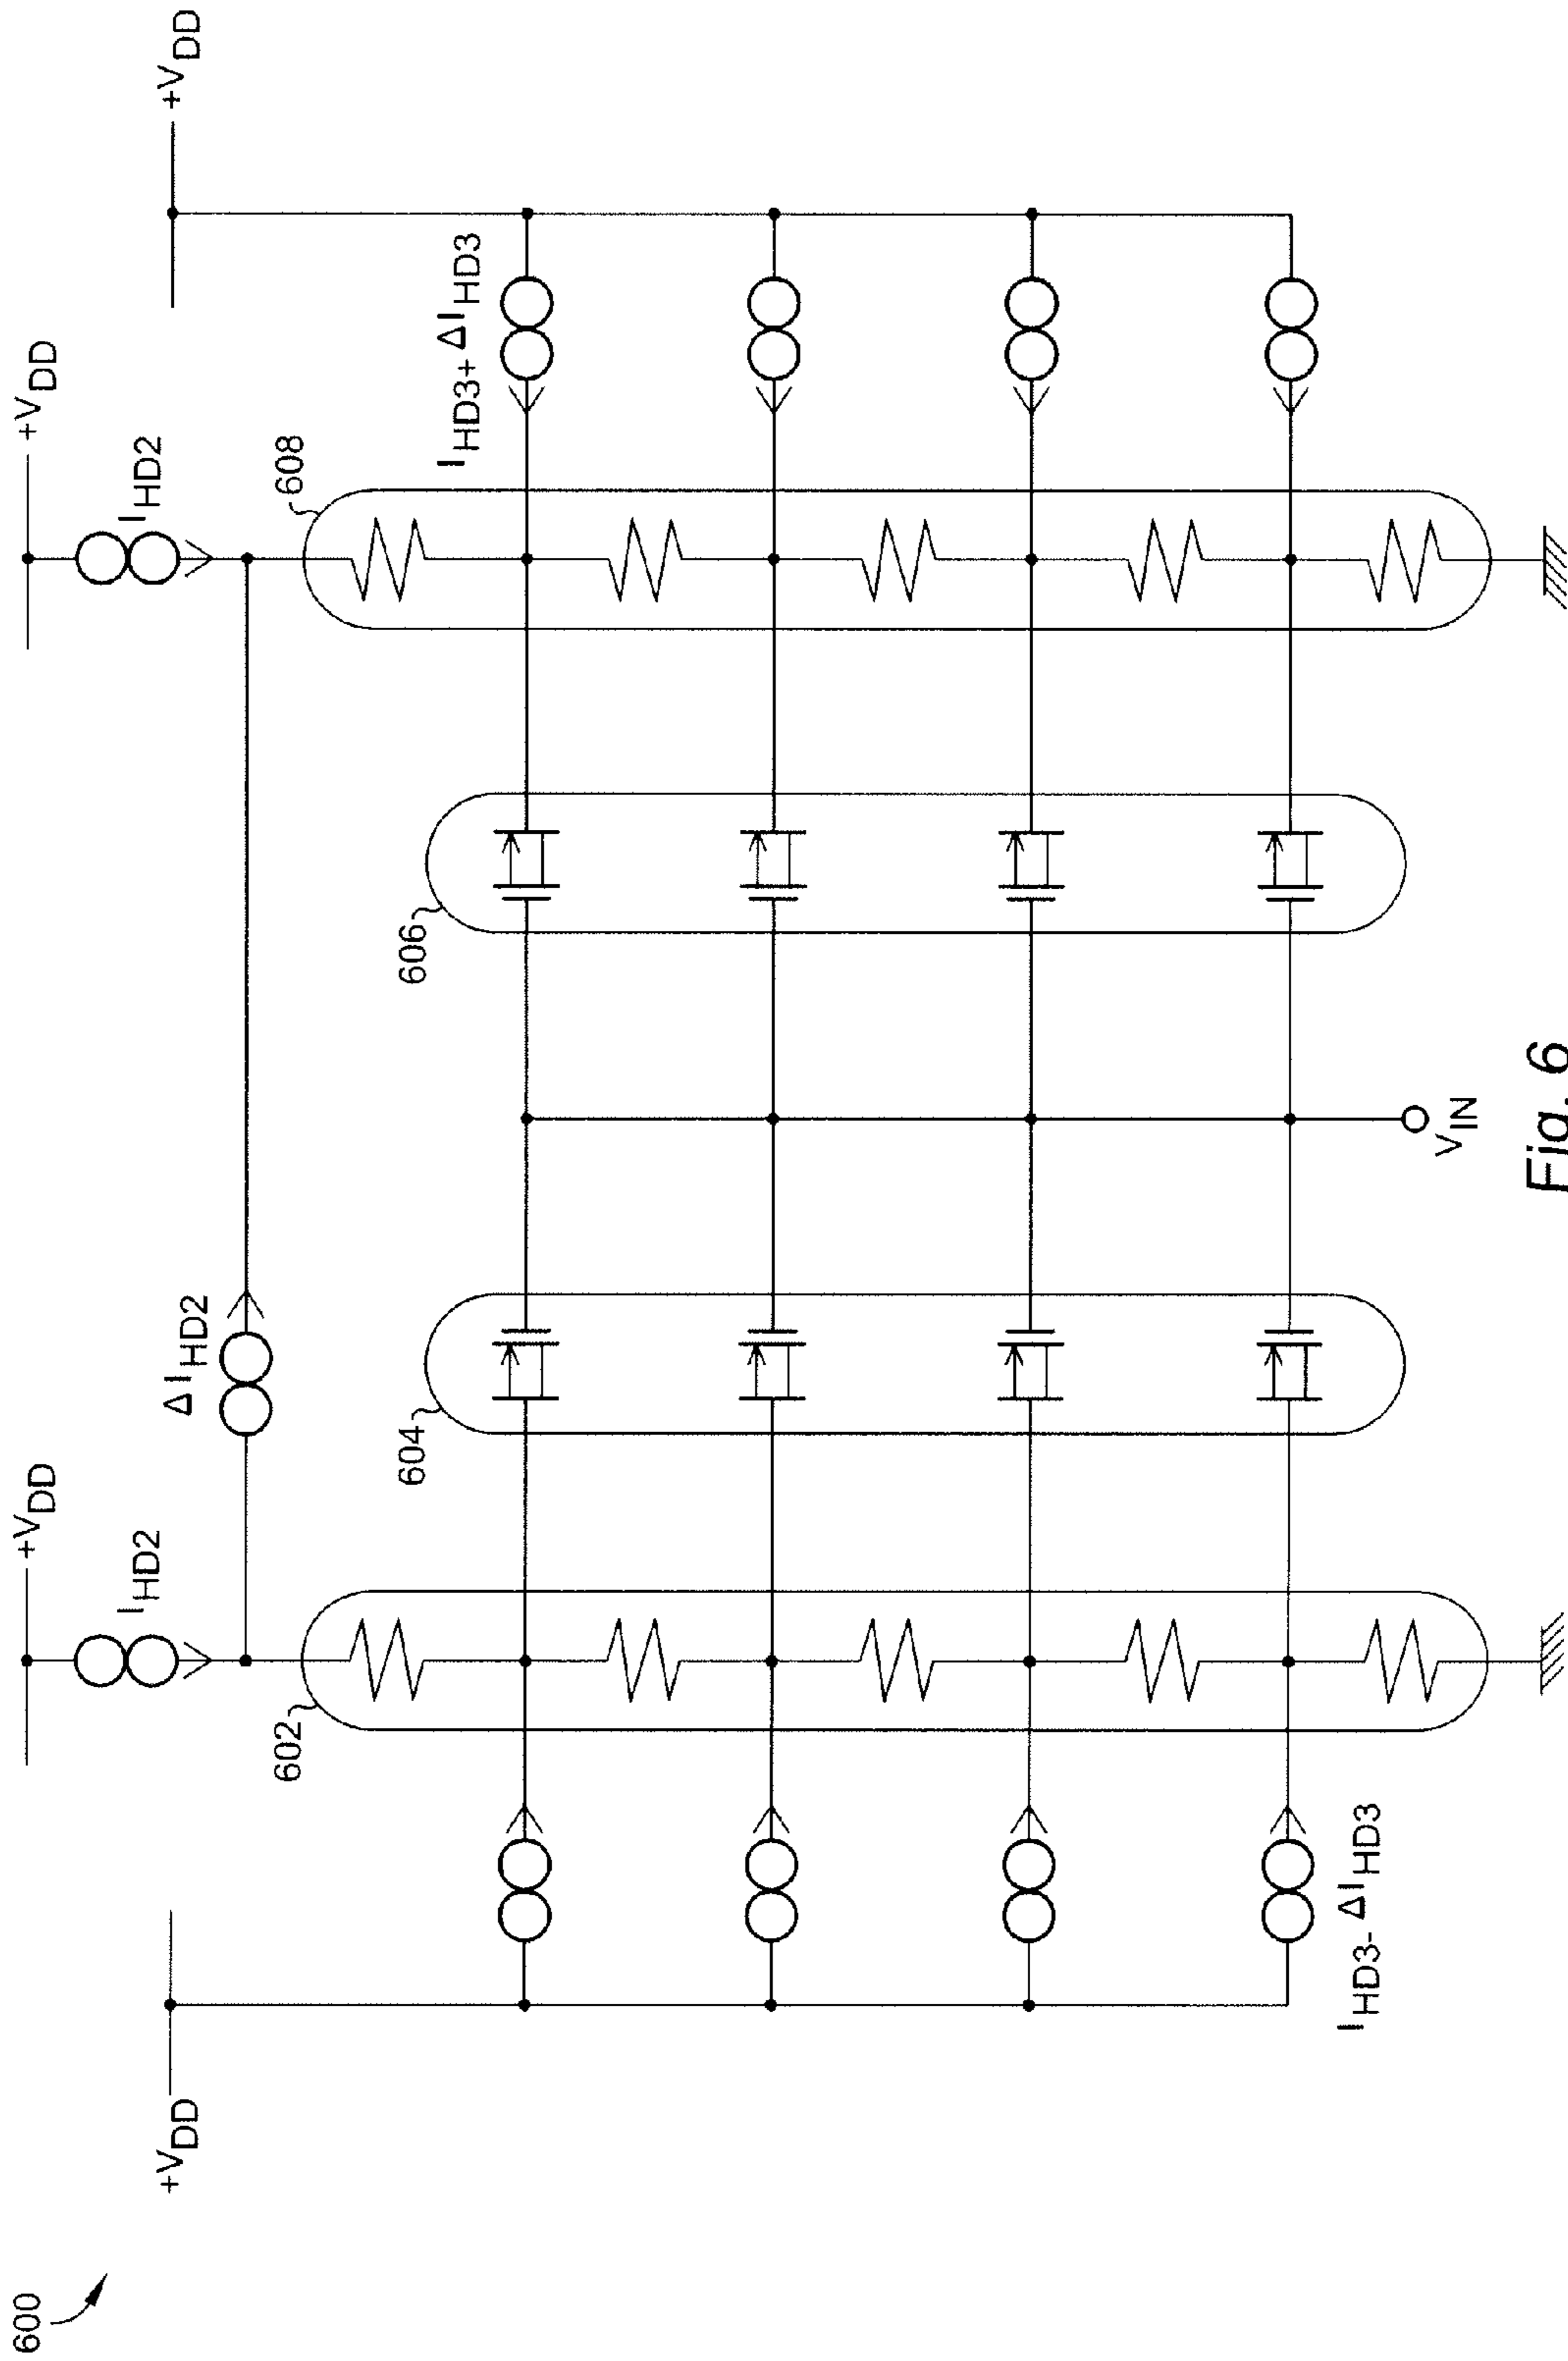 600
+VDD
+VDD
+VDD
+VDD
IHD2
ΔIHD2
IHD2
602
604
606
608
IHD3+ ΔIHD3
IHD3- ΔIHD3
VIN
Fig. 6